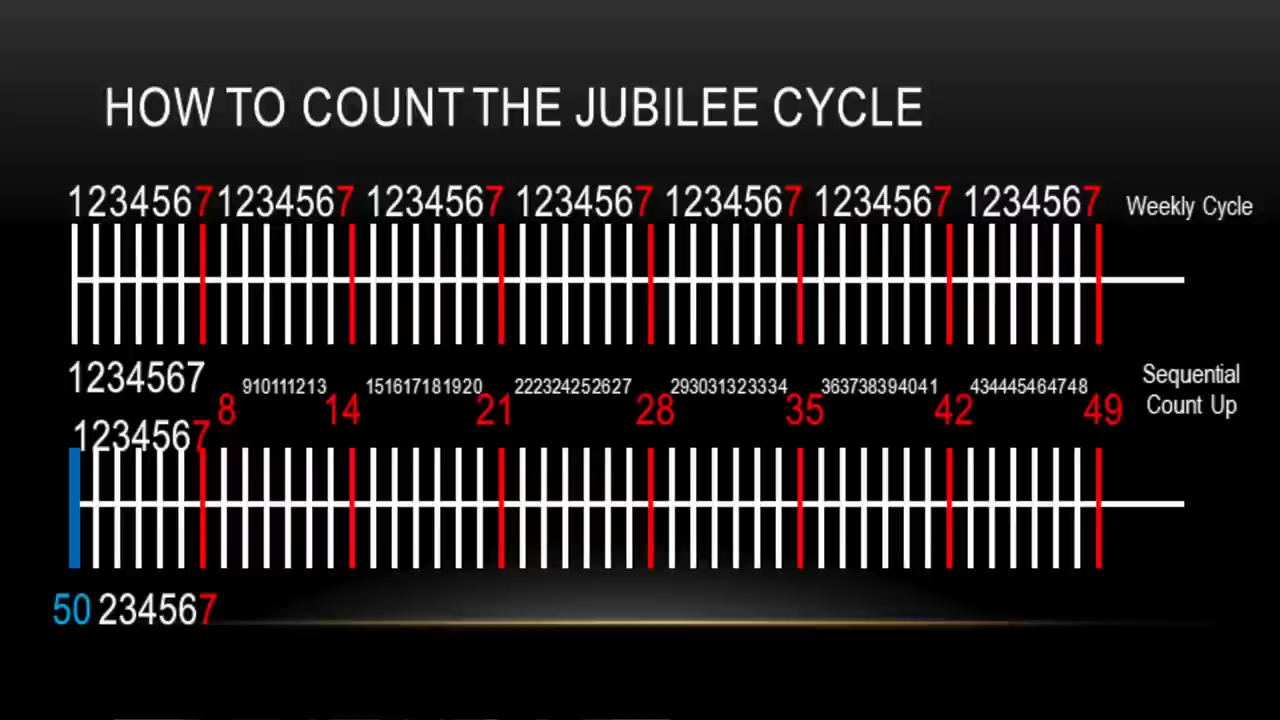 HOW TO COUNT THE JUBILEE CYCLE
1234567 1234567 1234567 1234567 1234567 1234567 1234567 Weekly Cycle
1234567 8 910111213 14 151617181920 21 222324252627 28 293031323334 35 363738394041 42 434445464748 49
Sequential
Count Up
1234567
50 234567